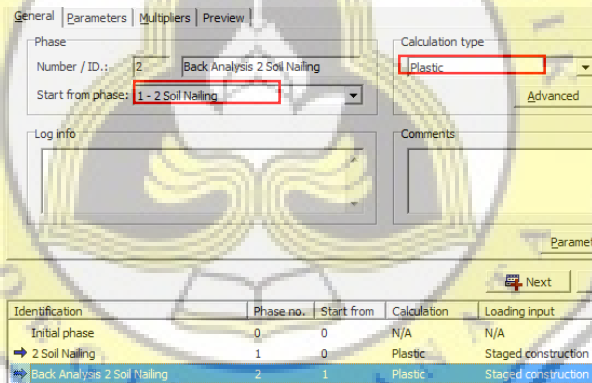 General Parameters Multipliers Preview
Phase
Number / ID.: 2 Back Analysis 2 Soil Nailing
Start from phase: 1 - 2 Soil Nailing
Log info
Calculation type
Plastic
Advanced
Comments
Paramet
Next
Identification Phase no. Start from Calculation Loading input
Initial phase 0 0 N/A N/A
2 Soil Nailing 1 0 Plastic Staged construction
Back Analysis 2 Soil Nailing 2 1 Plastic Staged construction